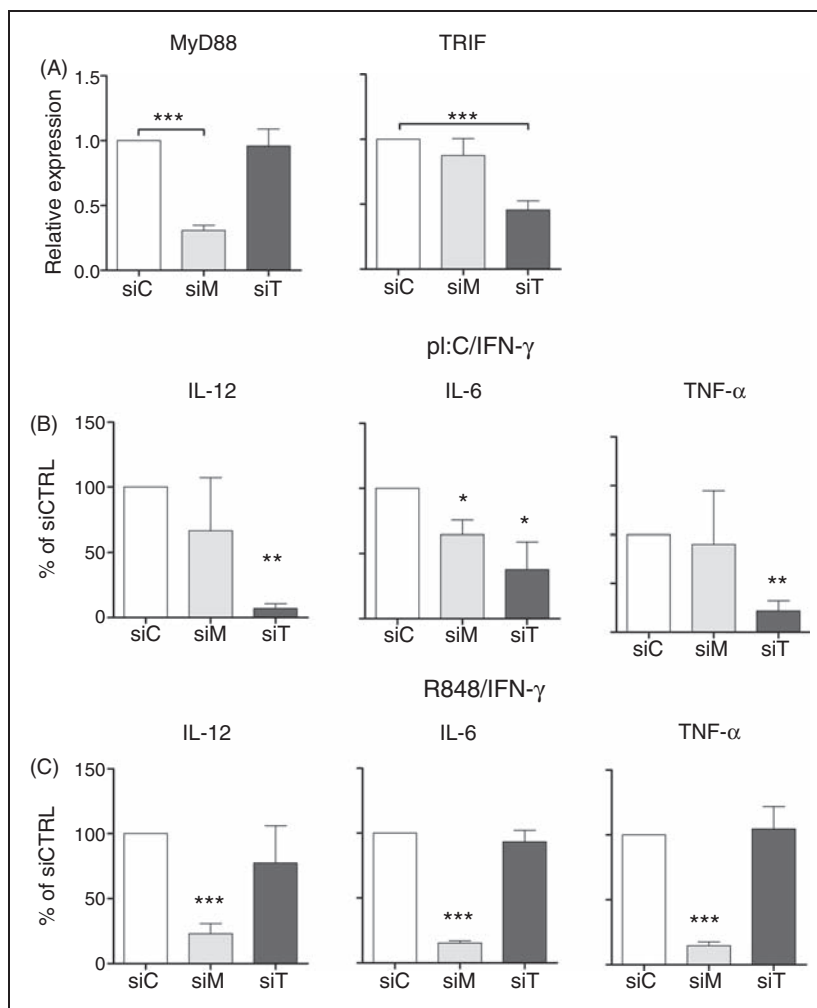 MyD88 TRIF
(A)
Relative expression
1.5
1.0
0.5
0.0
***
***
siC siM siT siC siM siT
pI:C/IFN-γ
IL-12 IL-6 TNF-α
(B)
% of siCTRL
150
100
50
0
**
*
*
**
siC siM siT siC siM siT siC siM siT
R848/IFN-γ
IL-12 IL-6 TNF-α
(C)
% of siCTRL
150
100
50
0
***
***
***
siC siM siT siC siM siT siC siM siT